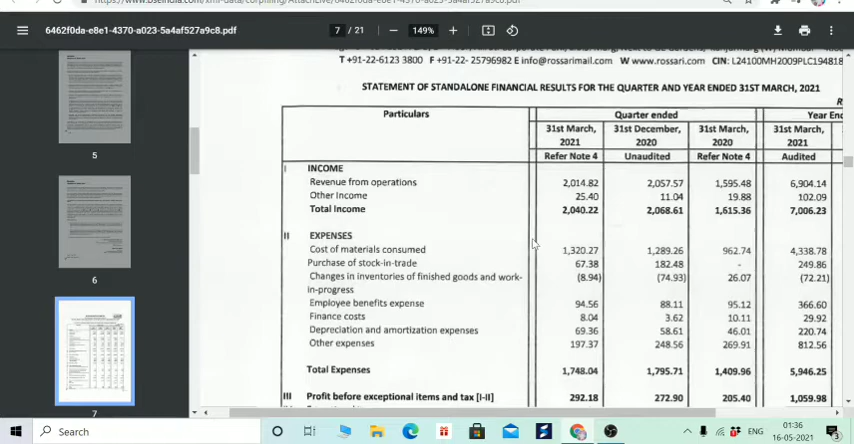 6462f0da-e8e1-4370-a023-5a4af527a9c8.pdf
7 / 21
149%
T +91-22-6123 3800 F +91-22- 25796982 E info@rossarimail.com W www.rossari.com CIN: L24100MH2009PLC194818
STATEMENT OF STANDALONE FINANCIAL RESULTS FOR THE QUARTER AND YEAR ENDED 31ST MARCH, 2021
Particulars Quarter ended Year End
31st March, 2021 31st December, 2020 31st March, 2020 31st March, 2021
Refer Note 4 Unaudited Refer Note 4 Audited
I INCOME
Revenue from operations 2,014.82 2,057.57 1,595.48 6,904.14
Other Income 25.40 11.04 19.88 102.09
Total Income 2,040.22 2,068.61 1,615.36 7,006.23
II EXPENSES
Cost of materials consumed 1,320.27 1,289.26 962.74 4,338.78
Purchase of stock-in-trade 67.38 182.48 - 249.86
Changes in inventories of finished goods and work- (8.94) (74.93) 26.07 (72.21)
in-progress
Employee benefits expense 94.56 88.11 95.12 366.60
Finance costs 8.04 3.62 10.11 29.92
Depreciation and amortization expenses 69.36 58.61 46.01 220.74
Other expenses 197.37 248.56 269.91 812.56
Total Expenses 1,748.04 1,795.71 1,409.96 5,946.25
III Profit before exceptional items and tax [I-II] 292.18 272.90 205.40 1,059.98
5
6
7
Search
ENG
01:36
16-05-2021
3